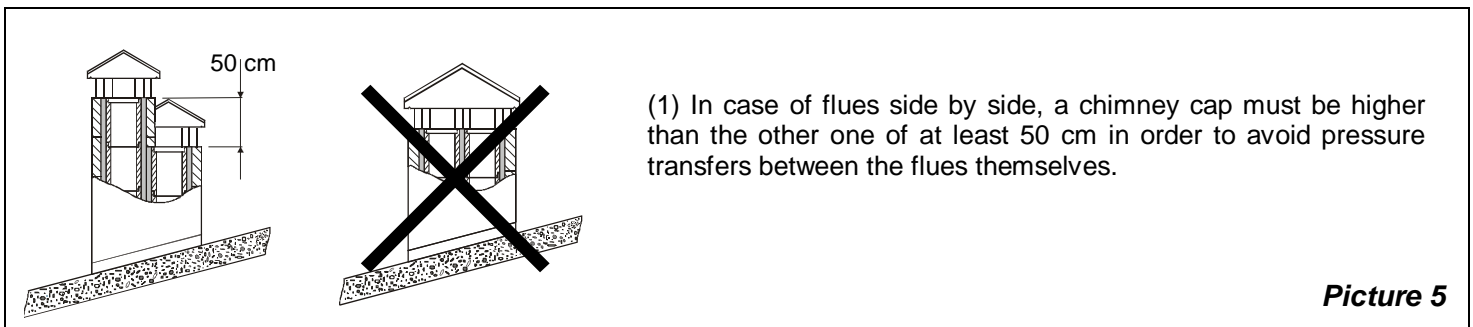 50 cm
(1) In case of flues side by side, a chimney cap must be higher
than the other one of at least 50 cm in order to avoid pressure
transfers between the flues themselves.
Picture 5